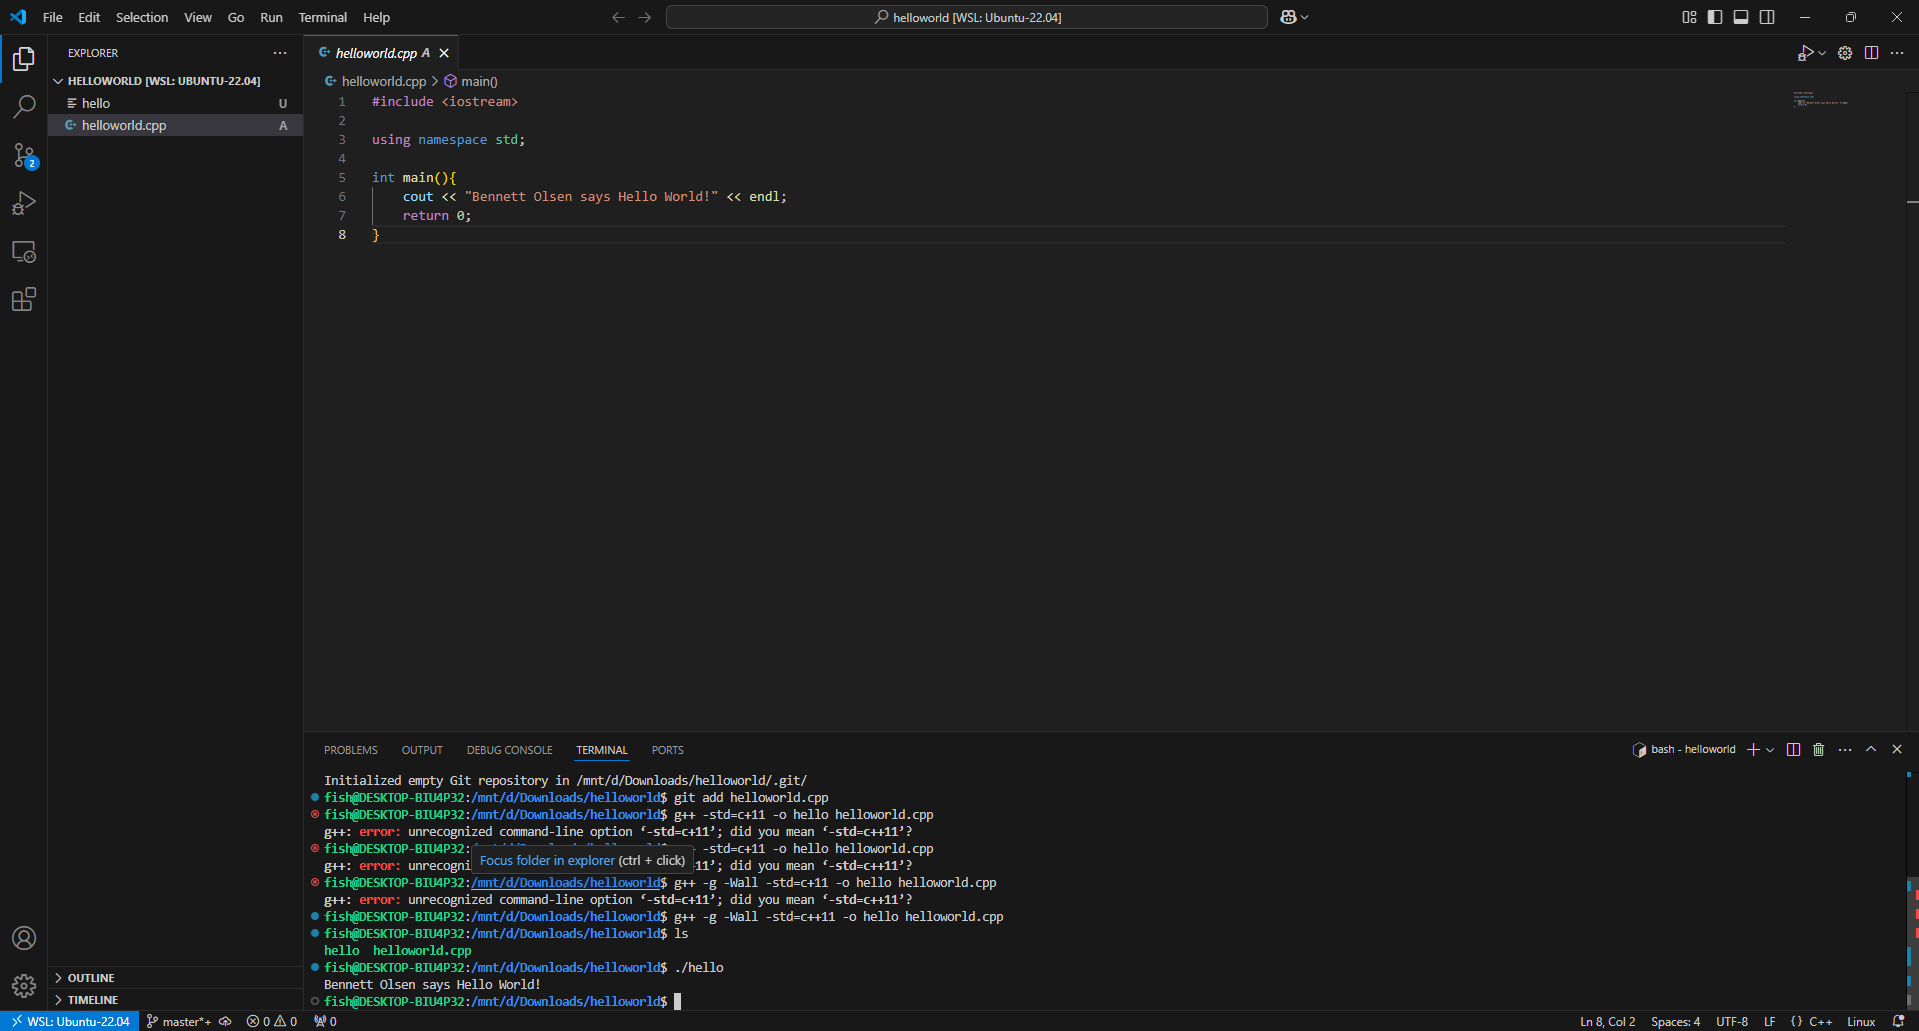 File Edit Selection View Go Run Terminal Help
helloworld [WSL: Ubuntu-22.04]
EXPLORER
HELLOWORLD [WSL: UBUNTU-22.04]
hello U
helloworld.cpp A
2
helloworld.cpp A
helloworld.cpp > main()
1 #include <iostream>
2
3 using namespace std;
4
5 int main(){
6 cout << "Bennett Olsen says Hello World!" << endl;
7 return 0;
8 }
PROBLEMS OUTPUT DEBUG CONSOLE TERMINAL PORTS
bash - helloworld
Initialized empty Git repository in /mnt/d/Downloads/helloworld/.git/
fish@DESKTOP-BIU4P32:/mnt/d/Downloads/helloworld$ git add helloworld.cpp
fish@DESKTOP-BIU4P32:/mnt/d/Downloads/helloworld$ g++ -std=c+11 -o hello helloworld.cpp
g++: error: unrecognized command-line option ‘-std=c+11’; did you mean ‘-std=c++11’?
fish@DESKTOP-BIU4P32: -std=c+11 -o hello helloworld.cpp
g++: error: unrecogni +11’; did you mean ‘-std=c++11’?
Focus folder in explorer (ctrl + click)
fish@DESKTOP-BIU4P32:/mnt/d/Downloads/helloworld$ g++ -g -Wall -std=c+11 -o hello helloworld.cpp
g++: error: unrecognized command-line option ‘-std=c+11’; did you mean ‘-std=c++11’?
fish@DESKTOP-BIU4P32:/mnt/d/Downloads/helloworld$ g++ -g -Wall -std=c++11 -o hello helloworld.cpp
fish@DESKTOP-BIU4P32:/mnt/d/Downloads/helloworld$ ls
hello helloworld.cpp
fish@DESKTOP-BIU4P32:/mnt/d/Downloads/helloworld$ ./hello
Bennett Olsen says Hello World!
fish@DESKTOP-BIU4P32:/mnt/d/Downloads/helloworld$
OUTLINE
TIMELINE
WSL: Ubuntu-22.04 master*+ 0 0 0 Ln 8, Col 2 Spaces: 4 UTF-8 LF {} C++ Linux